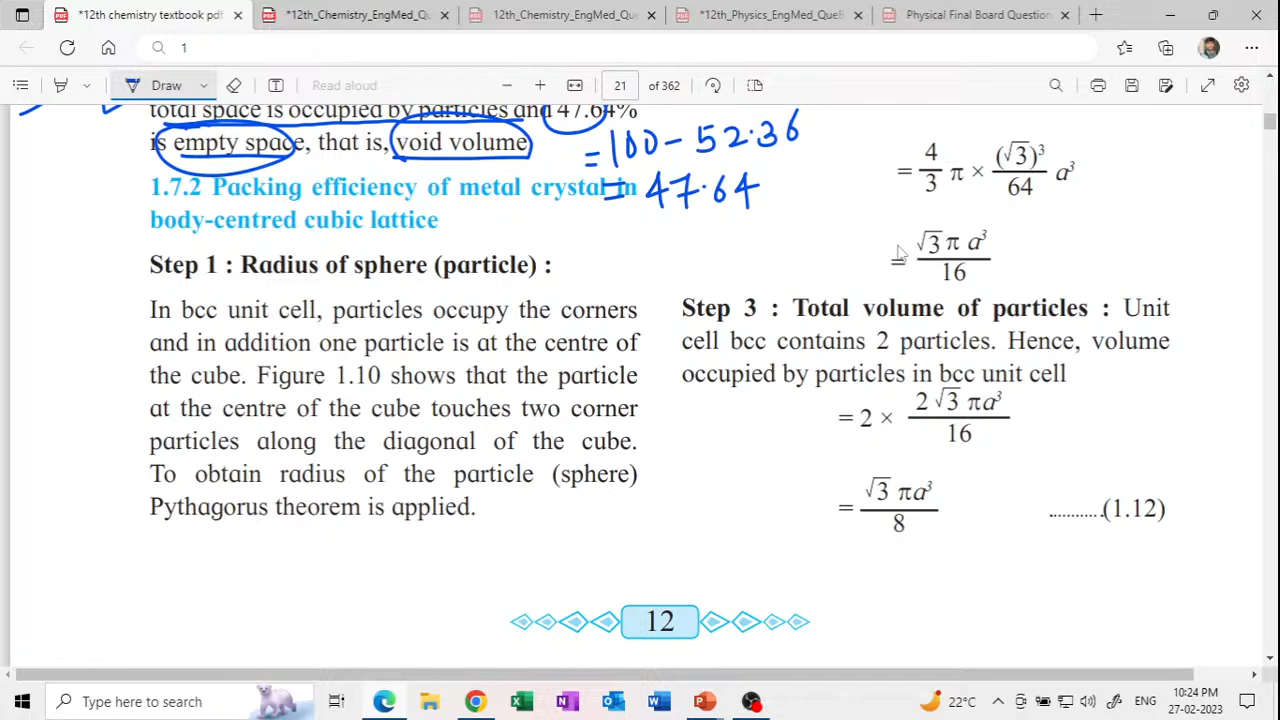 12th chemistry textbook pdf
*12th_Chemistry_EngMed_Qu
12th_Chemistry_EngMed_Que
*12th_Physics_EngMed_QueB
Physical Final Board Question
1
Draw
Read aloud
21 of 362
total space is occupied by particles and 47.64%
is empty space, that is, void volume
= 100 - 52.36
= 47.64
1.7.2 Packing efficiency of metal crystal in
body-centred cubic lattice
Step 1 : Radius of sphere (particle) :
In bcc unit cell, particles occupy the corners
and in addition one particle is at the centre of
the cube. Figure 1.10 shows that the particle
at the centre of the cube touches two corner
particles along the diagonal of the cube.
To obtain radius of the particle (sphere)
Pythagorus theorem is applied.
= 4/3 π × (√3)³/64 a³
= √3 π a³/16
Step 3 : Total volume of particles : Unit
cell bcc contains 2 particles. Hence, volume
occupied by particles in bcc unit cell
= 2 × 2√3 πa³/16
= √3 πa³/8 ...........(1.12)
12
Type here to search
22°C
ENG
10:24 PM
27-02-2023